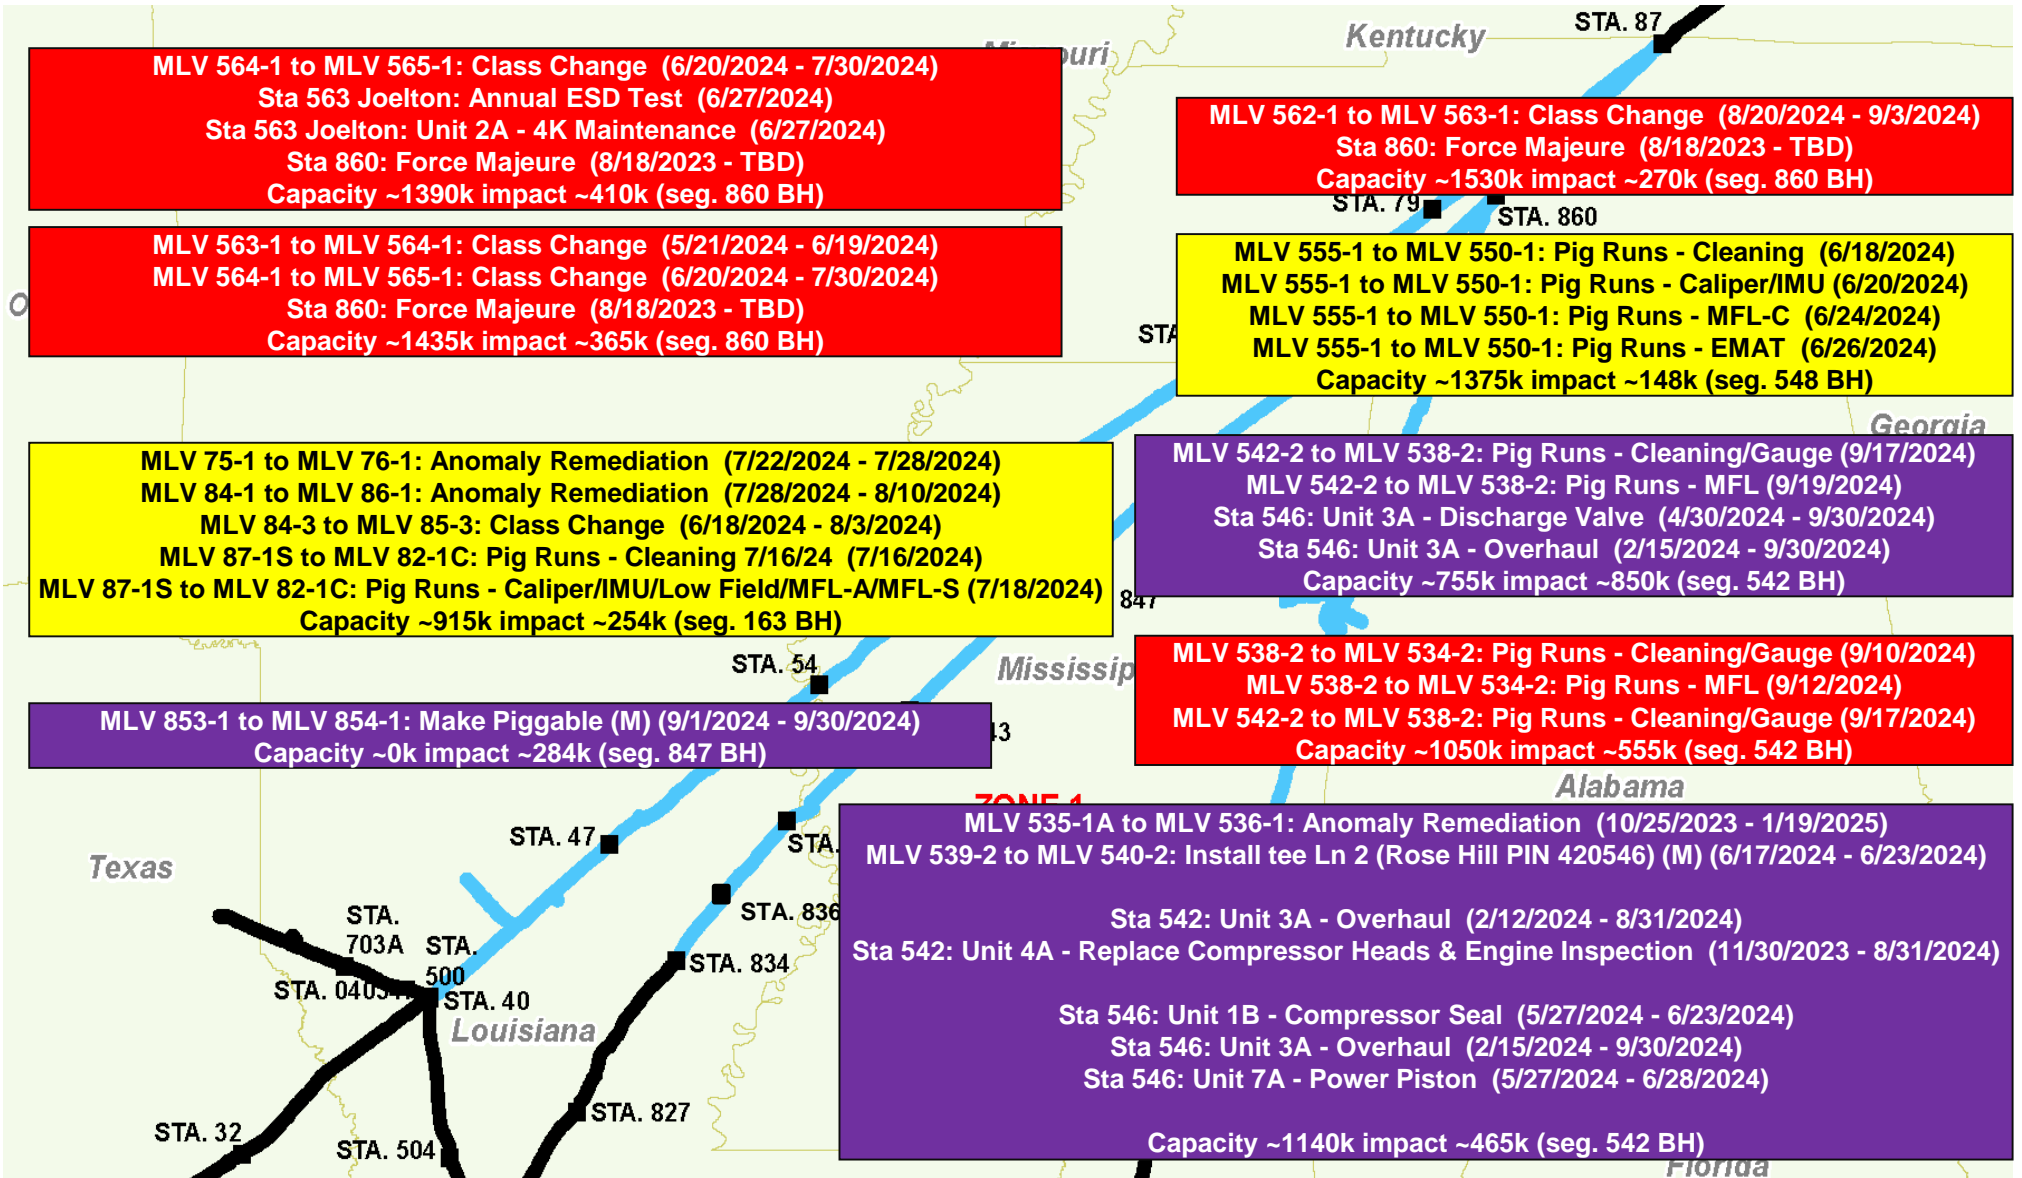 Kentucky
STA. 87
MLV 564-1 to MLV 565-1: Class Change (6/20/2024 - 7/30/2024)
Sta 563 Joelton: Annual ESD Test (6/27/2024)
Sta 563 Joelton: Unit 2A - 4K Maintenance (6/27/2024)
Sta 860: Force Majeure (8/18/2023 - TBD)
Capacity ~1390k impact ~410k (seg. 860 BH)
MLV 562-1 to MLV 563-1: Class Change (8/20/2024 - 9/3/2024)
Sta 860: Force Majeure (8/18/2023 - TBD)
Capacity ~1530k impact ~270k (seg. 860 BH)
STA. 79
STA. 860
MLV 563-1 to MLV 564-1: Class Change (5/21/2024 - 6/19/2024)
MLV 564-1 to MLV 565-1: Class Change (6/20/2024 - 7/30/2024)
Sta 860: Force Majeure (8/18/2023 - TBD)
Capacity ~1435k impact ~365k (seg. 860 BH)
STA
MLV 555-1 to MLV 550-1: Pig Runs - Cleaning (6/18/2024)
MLV 555-1 to MLV 550-1: Pig Runs - Caliper/IMU (6/20/2024)
MLV 555-1 to MLV 550-1: Pig Runs - MFL-C (6/24/2024)
MLV 555-1 to MLV 550-1: Pig Runs - EMAT (6/26/2024)
Capacity ~1375k impact ~148k (seg. 548 BH)
Georgia
MLV 75-1 to MLV 76-1: Anomaly Remediation (7/22/2024 - 7/28/2024)
MLV 84-1 to MLV 86-1: Anomaly Remediation (7/28/2024 - 8/10/2024)
MLV 84-3 to MLV 85-3: Class Change (6/18/2024 - 8/3/2024)
MLV 87-1S to MLV 82-1C: Pig Runs - Cleaning 7/16/24 (7/16/2024)
MLV 87-1S to MLV 82-1C: Pig Runs - Caliper/IMU/Low Field/MFL-A/MFL-S (7/18/2024)
Capacity ~915k impact ~254k (seg. 163 BH)
MLV 542-2 to MLV 538-2: Pig Runs - Cleaning/Gauge (9/17/2024)
MLV 542-2 to MLV 538-2: Pig Runs - MFL (9/19/2024)
Sta 546: Unit 3A - Discharge Valve (4/30/2024 - 9/30/2024)
Sta 546: Unit 3A - Overhaul (2/15/2024 - 9/30/2024)
Capacity ~755k impact ~850k (seg. 542 BH)
847
STA. 54
Mississip
MLV 538-2 to MLV 534-2: Pig Runs - Cleaning/Gauge (9/10/2024)
MLV 538-2 to MLV 534-2: Pig Runs - MFL (9/12/2024)
MLV 542-2 to MLV 538-2: Pig Runs - Cleaning/Gauge (9/17/2024)
Capacity ~1050k impact ~555k (seg. 542 BH)
MLV 853-1 to MLV 854-1: Make Piggable (M) (9/1/2024 - 9/30/2024)
Capacity ~0k impact ~284k (seg. 847 BH)
Alabama
ZONE 1
STA. 47
STA.
Texas
STA. 836
STA. 703A
STA. 500
STA. 834
STA. 40
Louisiana
STA. 827
STA. 32
STA. 504
MLV 535-1A to MLV 536-1: Anomaly Remediation (10/25/2023 - 1/19/2025)
MLV 539-2 to MLV 540-2: Install tee Ln 2 (Rose Hill PIN 420546) (M) (6/17/2024 - 6/23/2024)
Sta 542: Unit 3A - Overhaul (2/12/2024 - 8/31/2024)
Sta 542: Unit 4A - Replace Compressor Heads & Engine Inspection (11/30/2023 - 8/31/2024)
Sta 546: Unit 1B - Compressor Seal (5/27/2024 - 6/23/2024)
Sta 546: Unit 3A - Overhaul (2/15/2024 - 9/30/2024)
Sta 546: Unit 7A - Power Piston (5/27/2024 - 6/28/2024)
Capacity ~1140k impact ~465k (seg. 542 BH)
Florida